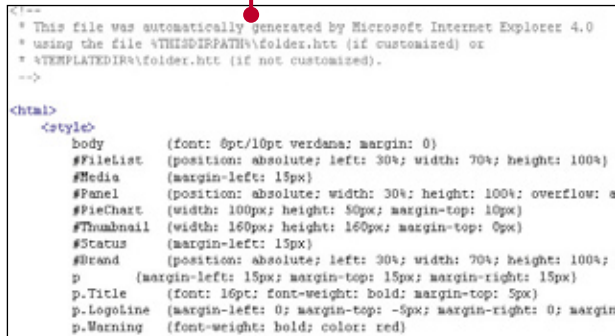 <!--
* This file was automatically generated by Microsoft Internet Explorer 4.0
* using the file %THISDIRPATH%\folder.htt (if customized) or
* %TEMPLATEDIR%\folder.htt (if not customized).
-->
<html>
<style>
body {font: 8pt/10pt verdana; margin: 0}
#FileList {position: absolute; left: 30%; width: 70%; height: 100%}
#Media {margin-left: 15px}
#Panel {position: absolute; width: 30%; height: 100%; overflow: a
#PieChart {width: 100px; height: 50px; margin-top: 10px}
#Thumbnail {width: 160px; height: 160px; margin-top: 0px}
#Status {margin-left: 15px}
#Brand {position: absolute; left: 30%; width: 70%; height: 100%;
p {margin-left: 15px; margin-top: 15px; margin-right: 15px}
p.Title {font: 16pt; font-weight: bold; margin-top: 5px}
p.LogoLine {margin-left: 0; margin-top: -5px; margin-right: 0; margin
p.Warning {font-weight: bold; color: red}